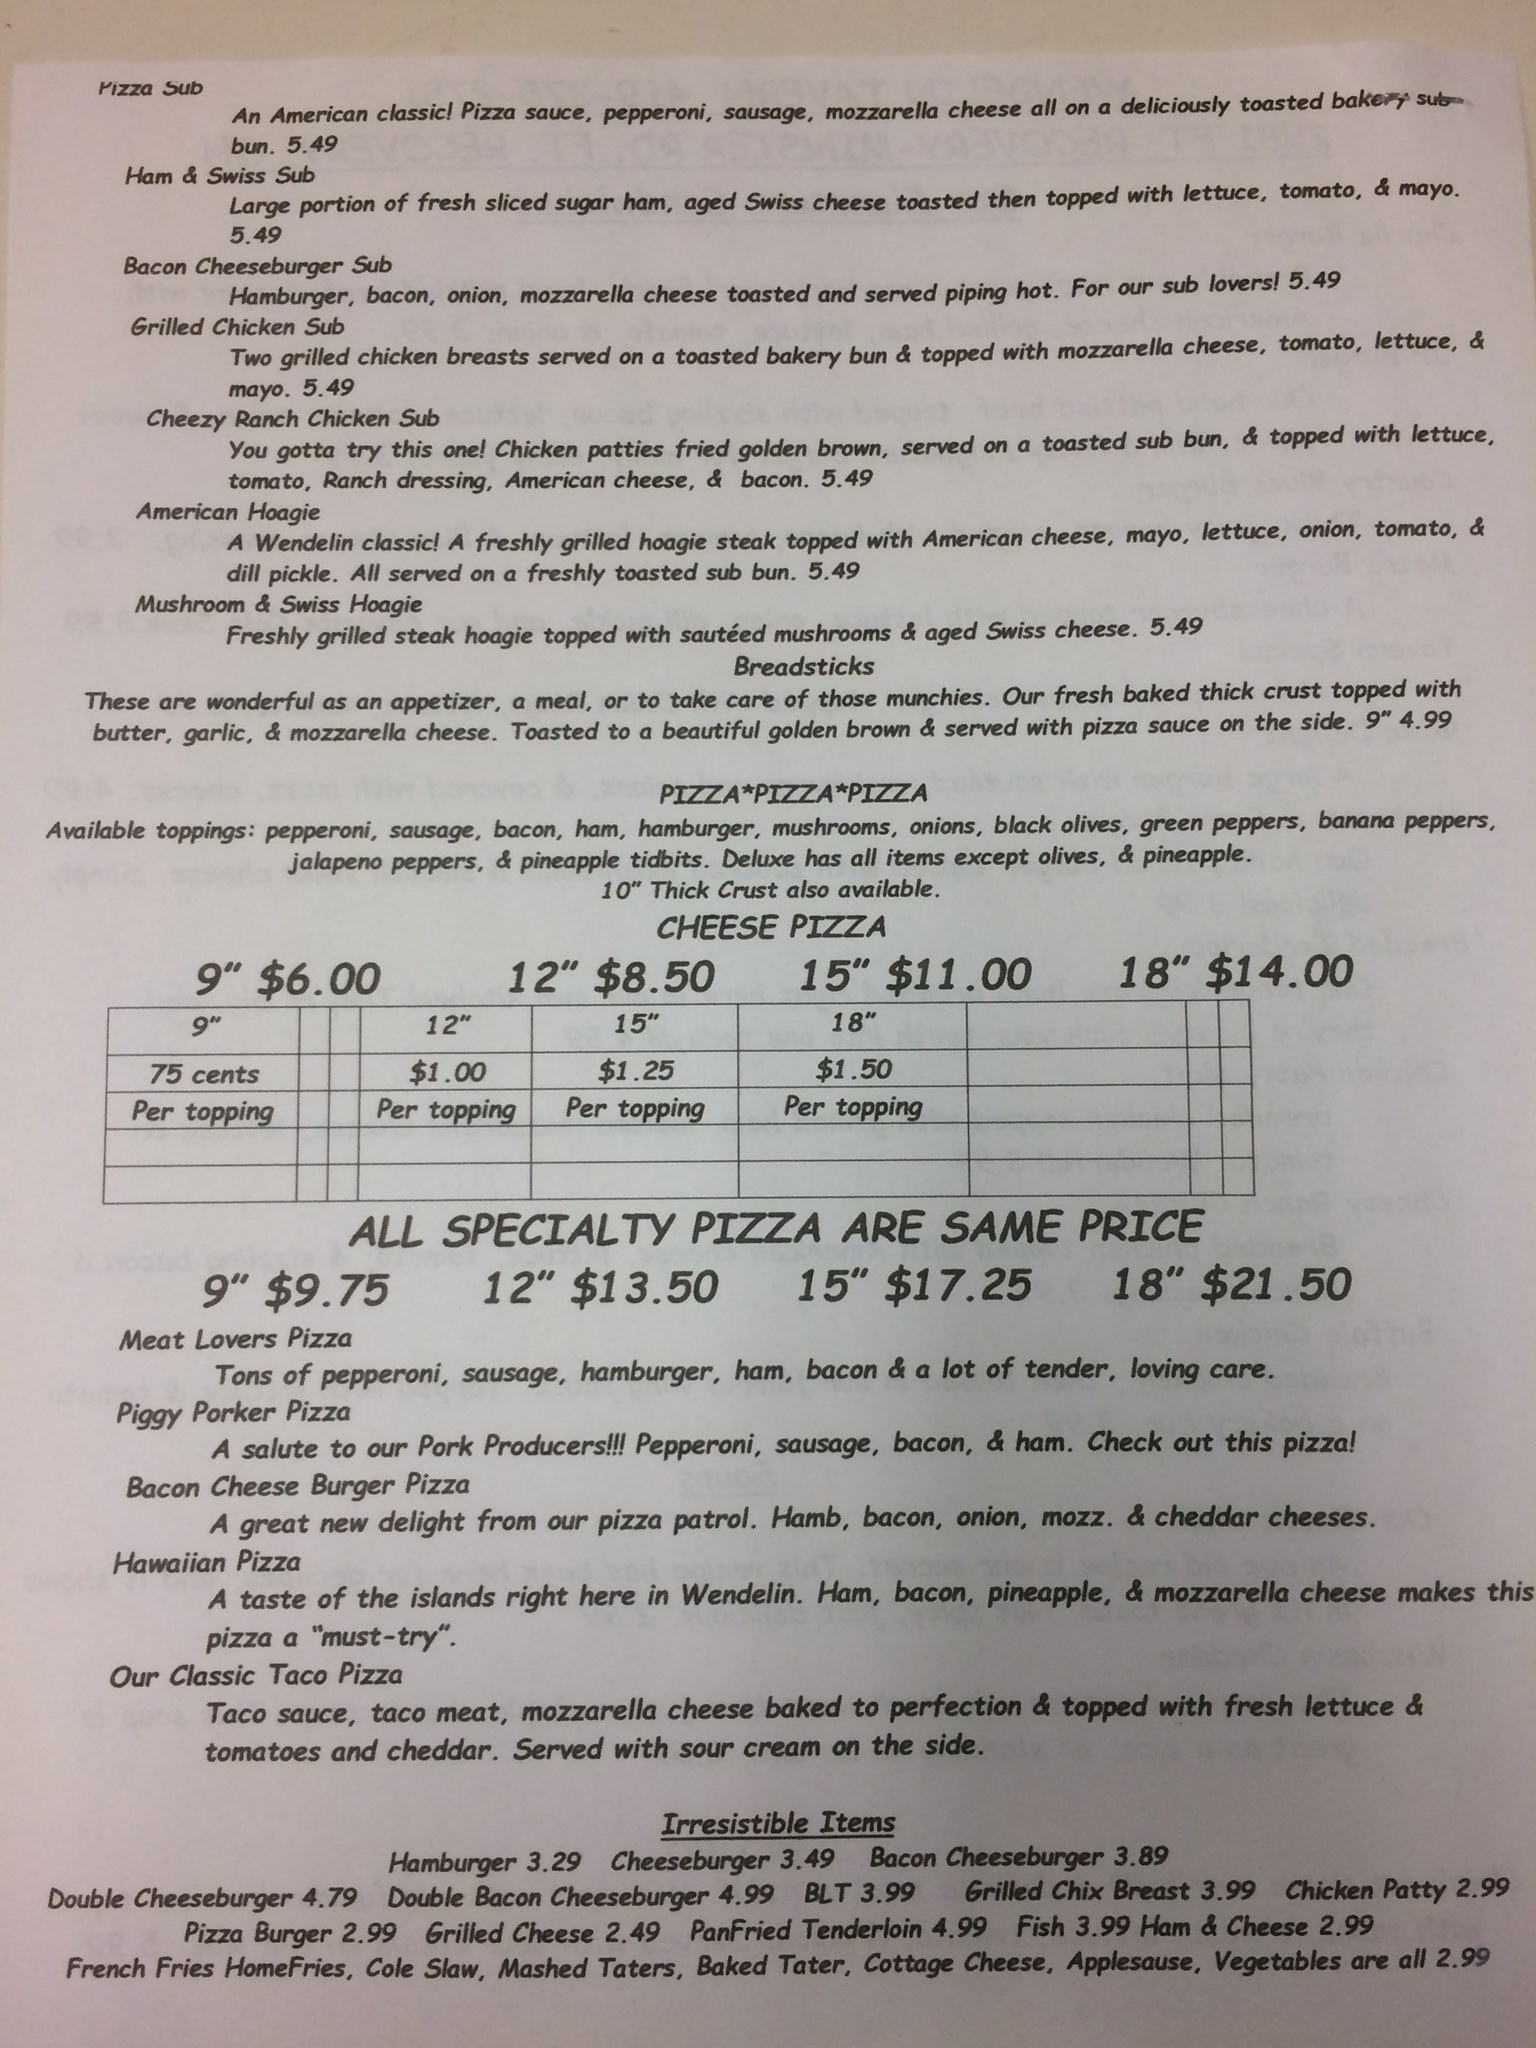 Pizza Sub
An American classic! Pizza sauce, pepperoni, sausage, mozzarella cheese all on a deliciously toasted bakery sub
bun. 5.49
Ham & Swiss Sub
Large portion of fresh sliced sugar ham, aged Swiss cheese toasted then topped with lettuce, tomato, & mayo.
5.49
Bacon Cheeseburger Sub
Hamburger, bacon, onion, mozzarella cheese toasted and served piping hot. For our sub lovers! 5.49
Grilled Chicken Sub
Two grilled chicken breasts served on a toasted bakery bun & topped with mozzarella cheese, tomato, lettuce, &
mayo. 5.49
Cheezy Ranch Chicken Sub
You gotta try this one! Chicken patties fried golden brown, served on a toasted sub bun, & topped with lettuce,
tomato, Ranch dressing, American cheese, & bacon. 5.49
American Hoagie
A Wendelin classic! A freshly grilled hoagie steak topped with American cheese, mayo, lettuce, onion, tomato, &
dill pickle. All served on a freshly toasted sub bun. 5.49
Mushroom & Swiss Hoagie
Freshly grilled steak hoagie topped with sautéed mushrooms & aged Swiss cheese. 5.49
Breadsticks
These are wonderful as an appetizer, a meal, or to take care of those munchies. Our fresh baked thick crust topped with
butter, garlic, & mozzarella cheese. Toasted to a beautiful golden brown & served with pizza sauce on the side. 9” 4.99
PIZZA*PIZZA*PIZZA
Available toppings: pepperoni, sausage, bacon, ham, hamburger, mushrooms, onions, black olives, green peppers, banana peppers,
jalapeno peppers, & pineapple tidbits. Deluxe has all items except olives, & pineapple.
10” Thick Crust also available.
CHEESE PIZZA
9” $6.00 12” $8.50 15” $11.00 18” $14.00
9” 12” 15” 18”
75 cents $1.00 $1.25 $1.50
Per topping Per topping Per topping Per topping
ALL SPECIALTY PIZZA ARE SAME PRICE
9” $9.75 12” $13.50 15” $17.25 18” $21.50
Meat Lovers Pizza
Tons of pepperoni, sausage, hamburger, ham, bacon & a lot of tender, loving care.
Piggy Porker Pizza
A salute to our Pork Producers!!! Pepperoni, sausage, bacon, & ham. Check out this pizza!
Bacon Cheese Burger Pizza
A great new delight from our pizza patrol. Hamb, bacon, onion, mozz. & cheddar cheeses.
Hawaiian Pizza
A taste of the islands right here in Wendelin. Ham, bacon, pineapple, & mozzarella cheese makes this
pizza a “must-try”.
Our Classic Taco Pizza
Taco sauce, taco meat, mozzarella cheese baked to perfection & topped with fresh lettuce &
tomatoes and cheddar. Served with sour cream on the side.
Irresistible Items
Hamburger 3.29 Cheeseburger 3.49 Bacon Cheeseburger 3.89
Double Cheeseburger 4.79 Double Bacon Cheeseburger 4.99 BLT 3.99 Grilled Chix Breast 3.99 Chicken Patty 2.99
Pizza Burger 2.99 Grilled Cheese 2.49 PanFried Tenderloin 4.99 Fish 3.99 Ham & Cheese 2.99
French Fries HomeFries, Cole Slaw, Mashed Taters, Baked Tater, Cottage Cheese, Applesause, Vegetables are all 2.99